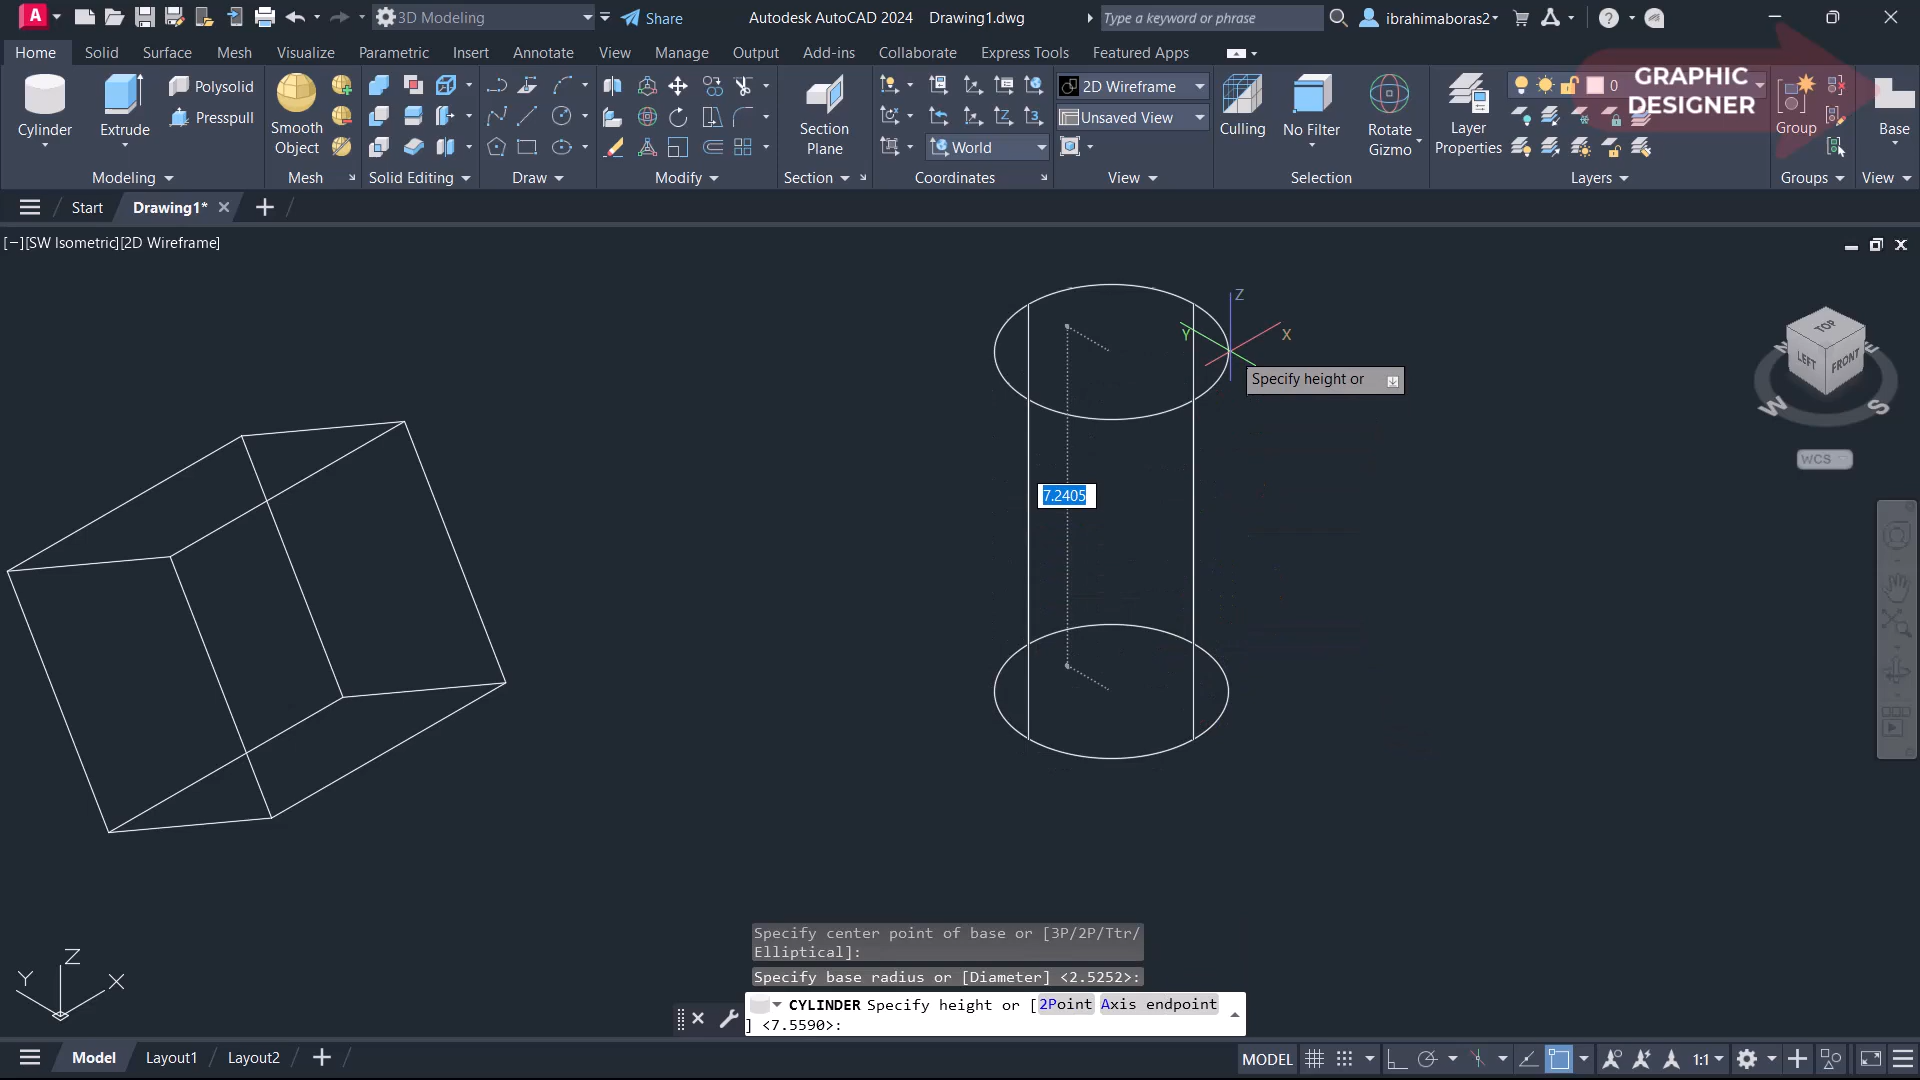 A
3D Modeling
Share
Autodesk AutoCAD 2024 Drawing1.dwg
Type a keyword or phrase
ibrahimaboras2
Home Solid Surface Mesh Visualize Parametric Insert Annotate View Manage Output Add-ins Collaborate Express Tools Featured Apps
Cylinder
Extrude
Polysolid
Presspull
Smooth
Object
Section
Plane
World
2D Wireframe
Unsaved View
Culling
No Filter
Rotate
Gizmo
Layer
Properties
0
GRAPHIC
DESIGNER
Group
Base
Modeling Mesh Solid Editing Draw Modify Section Coordinates View Selection Layers Groups View
Start
Drawing1*
[−][SW Isometric][2D Wireframe]
Z
Y
X
Specify height or
TOP
LEFT
FRONT
N
E
W
S
WCS
7.2405
Z
Y
X
Specify center point of base or [3P/2P/Ttr/
Elliptical]:
Specify base radius or [Diameter] <2.5252>:
CYLINDER Specify height or [2Point Axis endpoint
] <7.5590>:
Model
Layout1
Layout2
MODEL
1:1